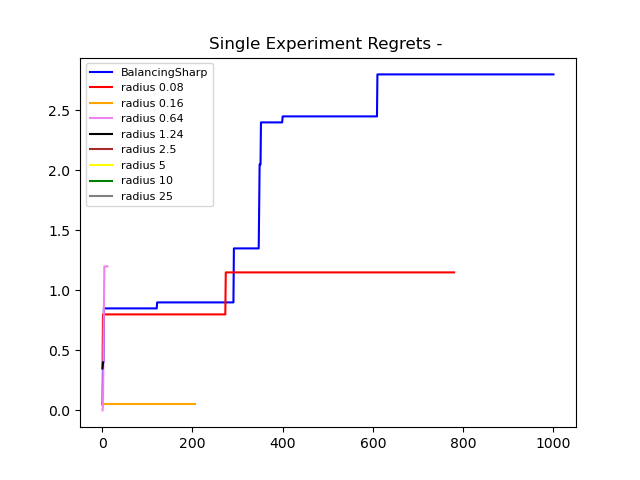 Single Experiment Regrets -
BalancingSharp
radius 0.08
radius 0.16
radius 0.64
radius 1.24
radius 2.5
radius 5
radius 10
radius 25
2.5
2.0
1.5
1.0
0.5
0.0
0 200 400 600 800 1000